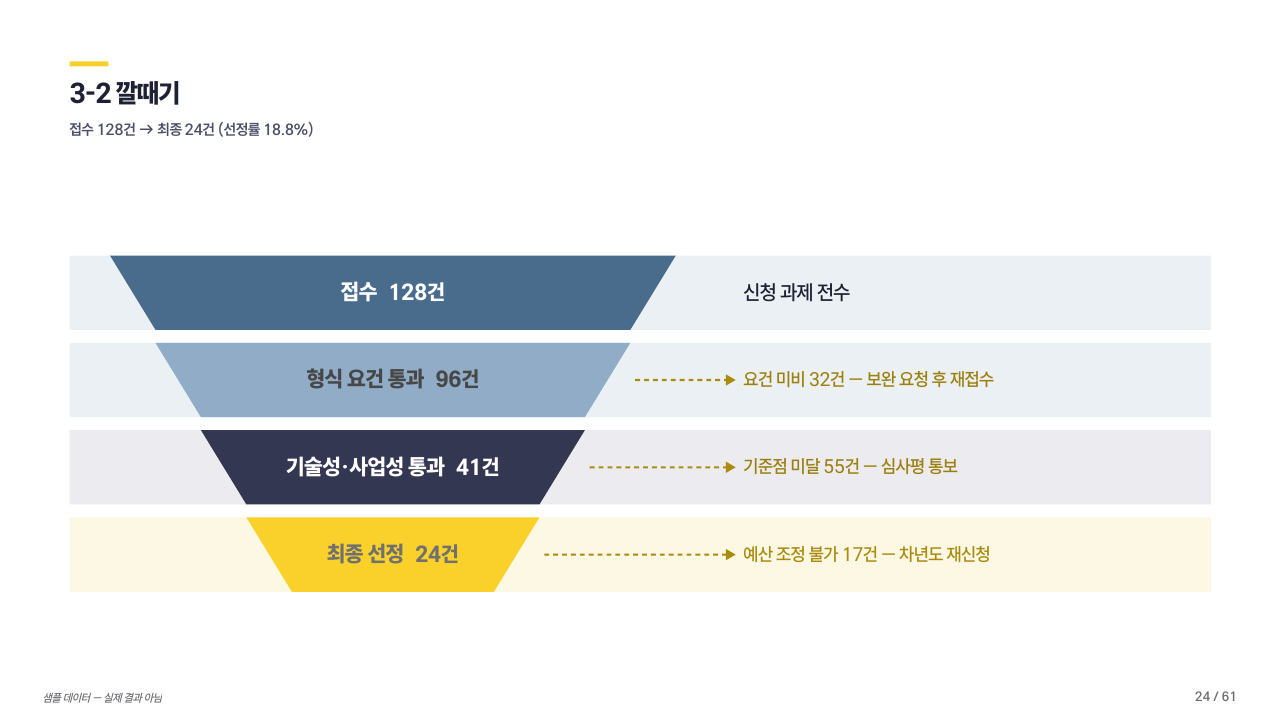 3-2 깔때기
접수 128건 → 최종 24건 (선정률 18.8%)
접수 128건
신청 과제 전수
형식 요건 통과 96건
요건 미비 32건 — 보완 요청 후 재접수
기술성·사업성 통과 41건
기준점 미달 55건 — 심사평 통보
최종 선정 24건
예산 조정 불가 17건 — 차년도 재신청
샘플 데이터 — 실제 결과 아님
24 / 61